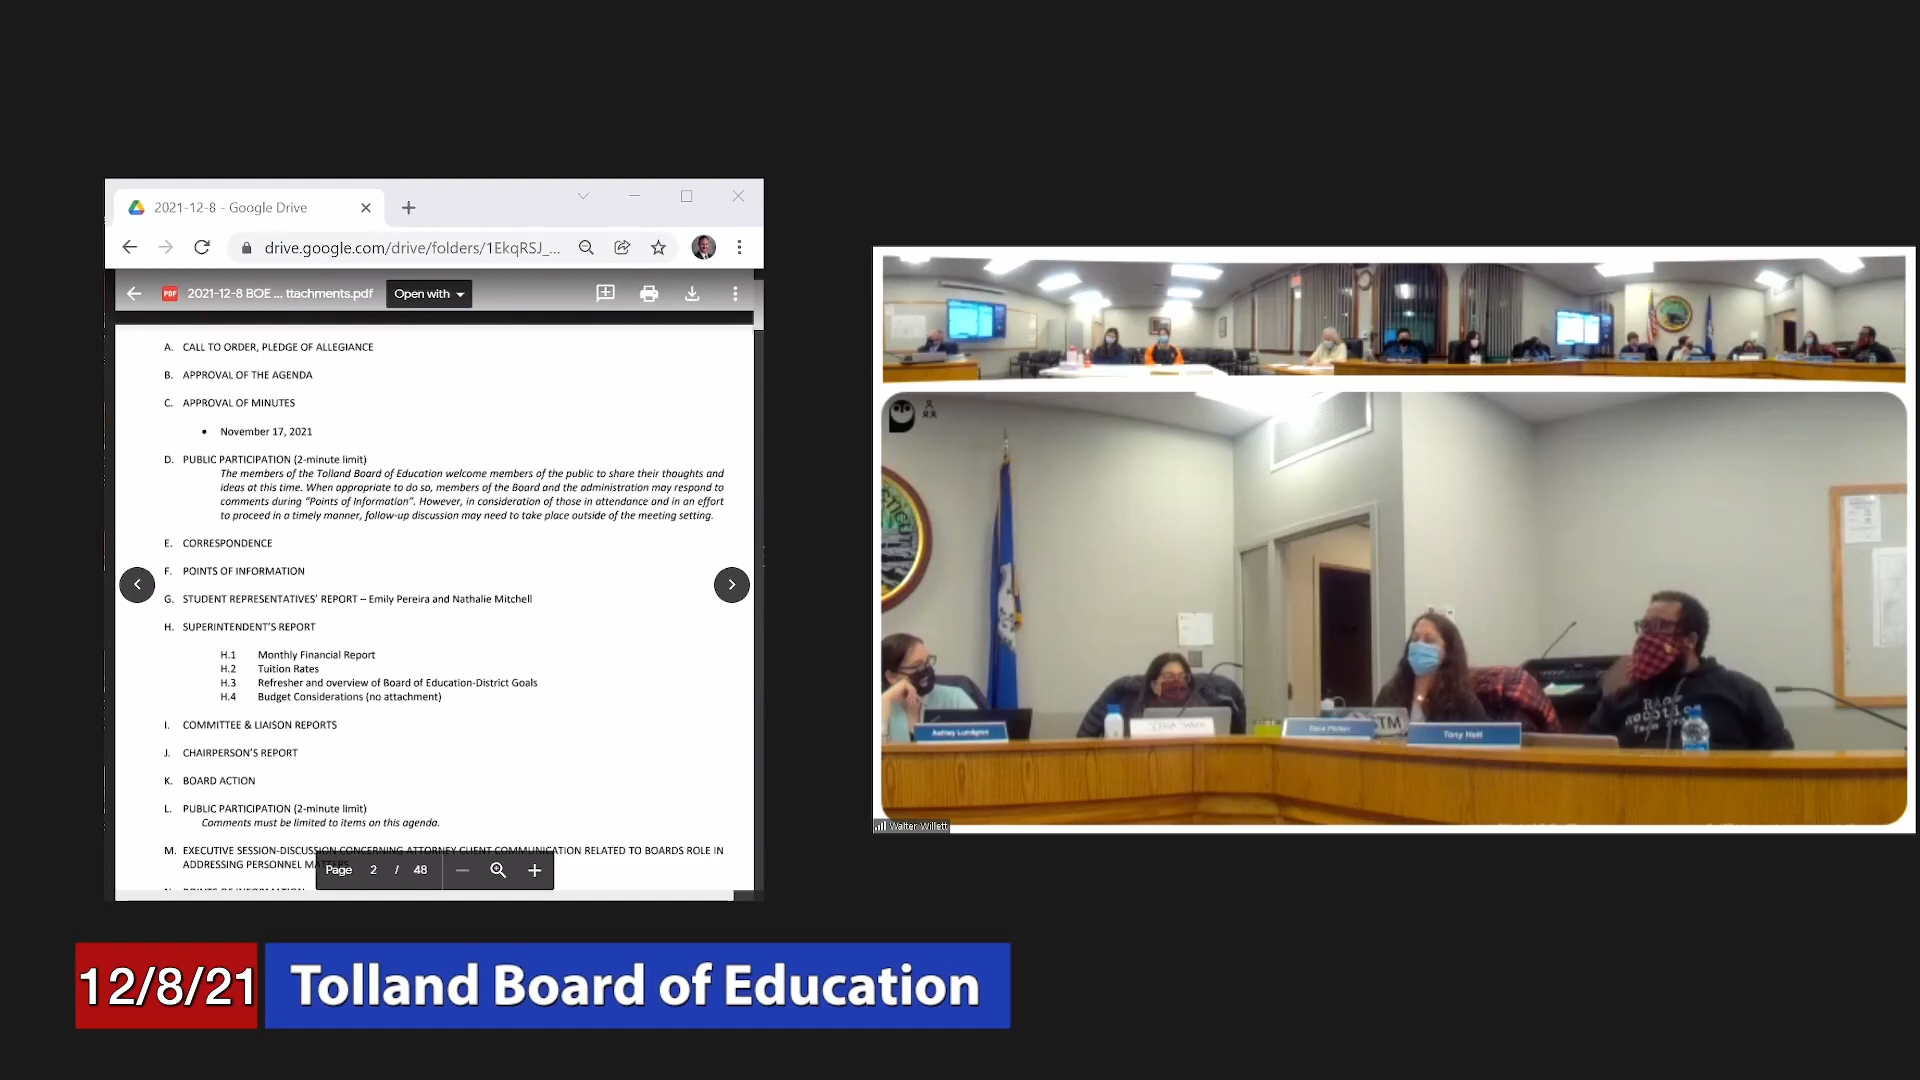 2021-12-8 - Google Drive
drive.google.com/drive/folders/1EkqRSJ_...
PDF
2021-12-8 BOE ... ttachments.pdf
Open with
A. CALL TO ORDER, PLEDGE OF ALLEGIANCE
B. APPROVAL OF THE AGENDA
C. APPROVAL OF MINUTES
• November 17, 2021
D. PUBLIC PARTICIPATION (2-minute limit)
The members of the Tolland Board of Education welcome members of the public to share their thoughts and
ideas at this time. When appropriate to do so, members of the Board and the administration may respond to
comments during "Points of Information". However, in consideration of those in attendance and in an effort
to proceed in a timely manner, follow-up discussion may need to take place outside of the meeting setting.
E. CORRESPONDENCE
F. POINTS OF INFORMATION
G. STUDENT REPRESENTATIVES' REPORT – Emily Pereira and Nathalie Mitchell
H. SUPERINTENDENT'S REPORT
H.1 Monthly Financial Report
H.2 Tuition Rates
H.3 Refresher and overview of Board of Education-District Goals
H.4 Budget Considerations (no attachment)
I. COMMITTEE & LIAISON REPORTS
J. CHAIRPERSON'S REPORT
K. BOARD ACTION
L. PUBLIC PARTICIPATION (2-minute limit)
Comments must be limited to items on this agenda.
M. EXECUTIVE SESSION-DISCUSSION CONCERNING ATTORNEY CLIENT COMMUNICATION RELATED TO BOARDS ROLE IN
ADDRESSING PERSONNEL MATTERS
Page 2 / 48
Ashley Lundgren
Tony Holt
Walter Willett
12/8/21
Tolland Board of Education